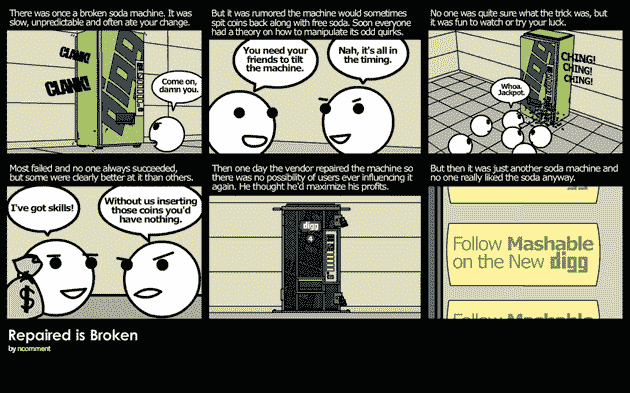 There was once a broken soda machine. It was
slow, unpredictable and often ate your change.
CLANK!
CLANK!
digg
Come on,
damn you.
But it was rumored the machine would sometimes
spit coins back along with free soda. Soon everyone
had a theory on how to manipulate its odd quirks.
You need your
friends to tilt
the machine.
Nah, it's all in
the timing.
No one was quite sure what the trick was, but
it was fun to watch or try your luck.
digg
CHING!
CHING!
CHING!
Whoa.
Jackpot.
Most failed and no one always succeeded,
but some were clearly better at it than others.
I've got skills!
$
Without us inserting
those coins you'd
have nothing.
Then one day the vendor repaired the machine so
there was no possibility of users ever influencing it
again. He thought he'd maximize his profits.
digg
4
But then it was just another soda machine and
no one really liked the soda anyway.
on the New digg
Follow Mashable
on the New digg
Follow Mashable
Repaired is Broken
by ncomment